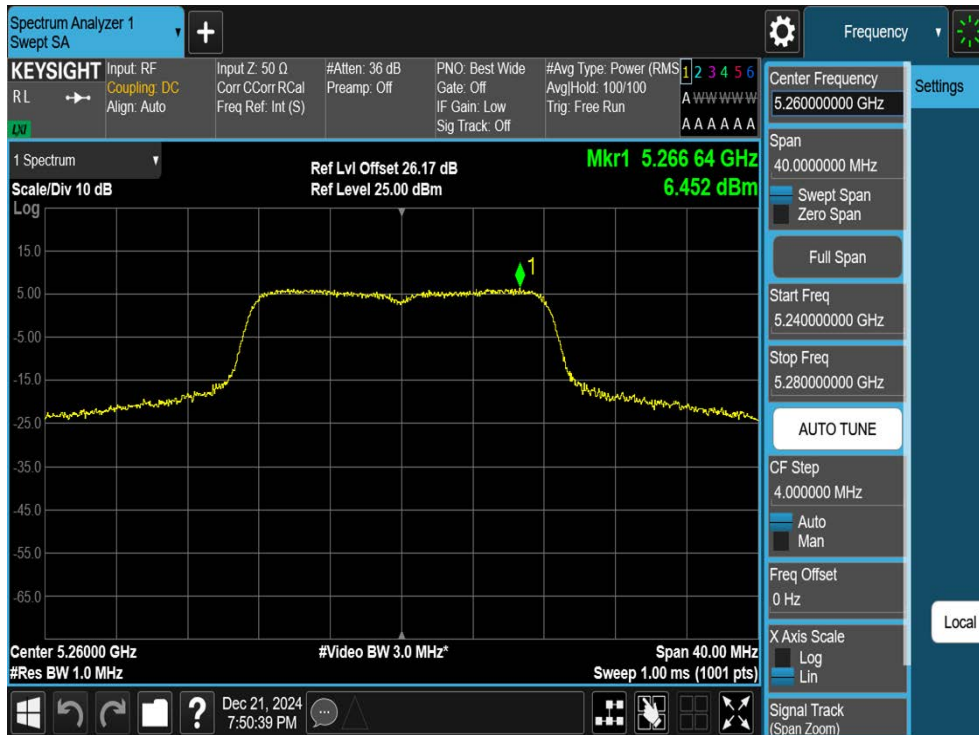 Spectrum Analyzer 1
Swept SA
+
Frequency
KEYSIGHT
R L
LXI
Input: RF
Coupling: DC
Align: Auto
Input Z: 50 Ω
Corr CCorr RCal
Freq Ref: Int (S)
#Atten: 36 dB
Preamp: Off
PNO: Best Wide
Gate: Off
IF Gain: Low
Sig Track: Off
#Avg Type: Power (RMS
Avg|Hold: 100/100
Trig: Free Run
1 2 3 4 5 6
A W W W W W
A A A A A A
1 Spectrum
Scale/Div 10 dB
Log
Ref Lvl Offset 26.17 dB
Ref Level 25.00 dBm
Mkr1 5.266 64 GHz
6.452 dBm
15.0
5.00
-5.00
-15.0
-25.0
-35.0
-45.0
-55.0
-65.0
1
Center 5.26000 GHz
#Res BW 1.0 MHz
#Video BW 3.0 MHz*
Span 40.00 MHz
Sweep 1.00 ms (1001 pts)
Center Frequency
5.260000000 GHz
Settings
Span
40.0000000 MHz
Swept Span
Zero Span
Full Span
Start Freq
5.240000000 GHz
Stop Freq
5.280000000 GHz
AUTO TUNE
CF Step
4.000000 MHz
Auto
Man
Freq Offset
0 Hz
X Axis Scale
Log
Lin
Local
Signal Track
(Span Zoom)
?
Dec 21, 2024
7:50:39 PM